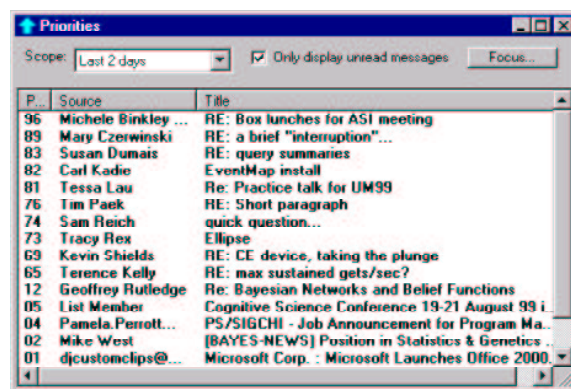 Priorities
Scope: Last 2 days Only display unread messages Focus...
P... Source Title
96 Michele Binkley ... RE: Box lunches for ASI meeting
89 Mary Czerwinski RE: a brief "interruption"...
83 Susan Dumais RE: query summaries
82 Carl Kadie EventMap install
81 Tessa Lau Re: Practice talk for UM99
76 Tim Paek RE: Short paragraph
74 Sam Reich quick question...
73 Tracy Rex Ellipse
69 Kevin Shields RE: CE device, taking the plunge
65 Terence Kelly RE: max sustained gets/sec?
12 Geoffrey Rutledge Re: Bayesian Networks and Belief Functions
05 List Member Cognitive Science Conference 19-21 August 99 i...
04 Pamela.Perrott... PS/SIGCHI - Job Announcement for Program Ma...
02 Mike West [BAYES-NEWS] Position in Statistics & Genetics ...
01 djcustomclips@... Microsoft Corp. : Microsoft Launches Office 2000.